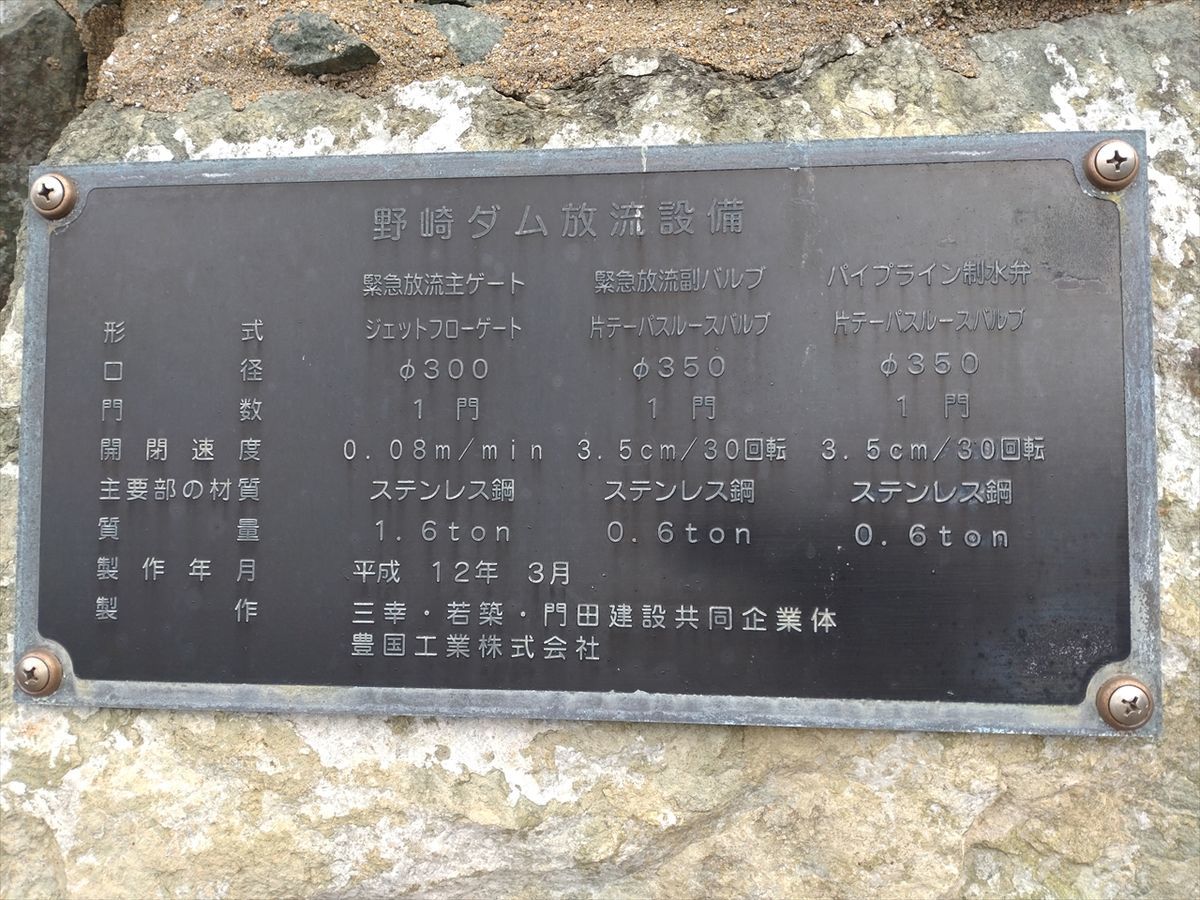 野崎ダム放流設備
緊急放流主ゲート 緊急放流副バルブ パイプライン制水弁
形式 ジェットフローゲート 片テーパスルースバルブ 片テーパスルースバルブ
口径 φ300 φ350 φ350
門数 1門 1門 1門
開閉速度 0.08m/min 3.5cm/30回転 3.5cm/30回転
主要部の材質 ステンレス鋼 ステンレス鋼 ステンレス鋼
質量 1.6ton 0.6ton 0.6ton
製作年月 平成 12年 3月
製作 三幸・若築・門田建設共同企業体
豊国工業株式会社